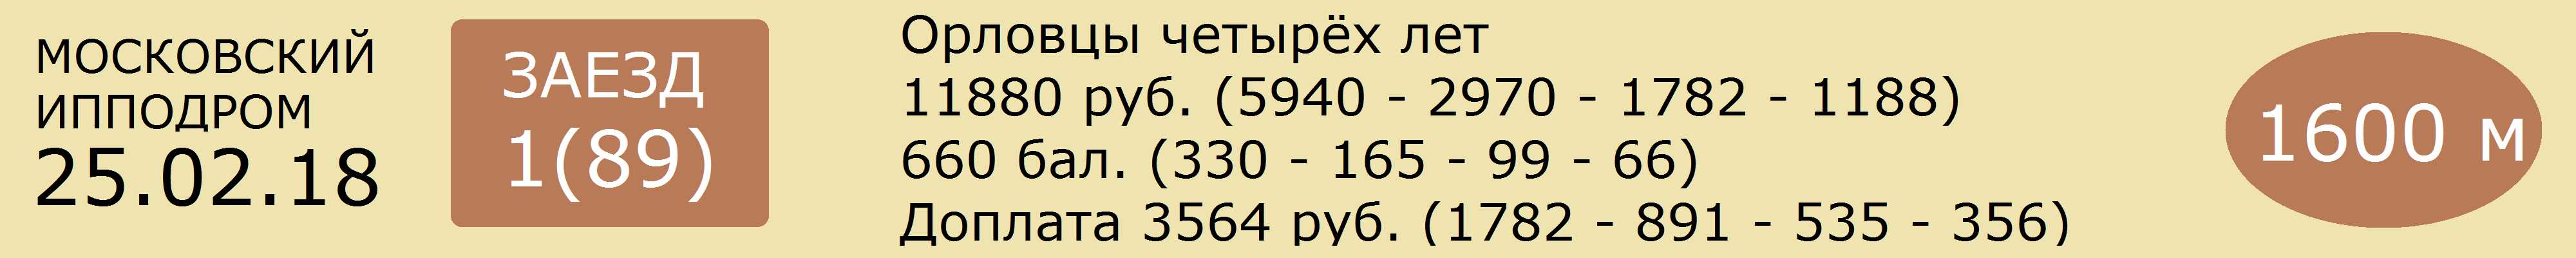 МОСКОВСКИЙ
ИППОДРОМ
25.02.18
ЗАЕЗД
1(89)
Орловцы четырёх лет
11880 руб. (5940 - 2970 - 1782 - 1188)
660 бал. (330 - 165 - 99 - 66)
Доплата 3564 руб. (1782 - 891 - 535 - 356)
1600 м